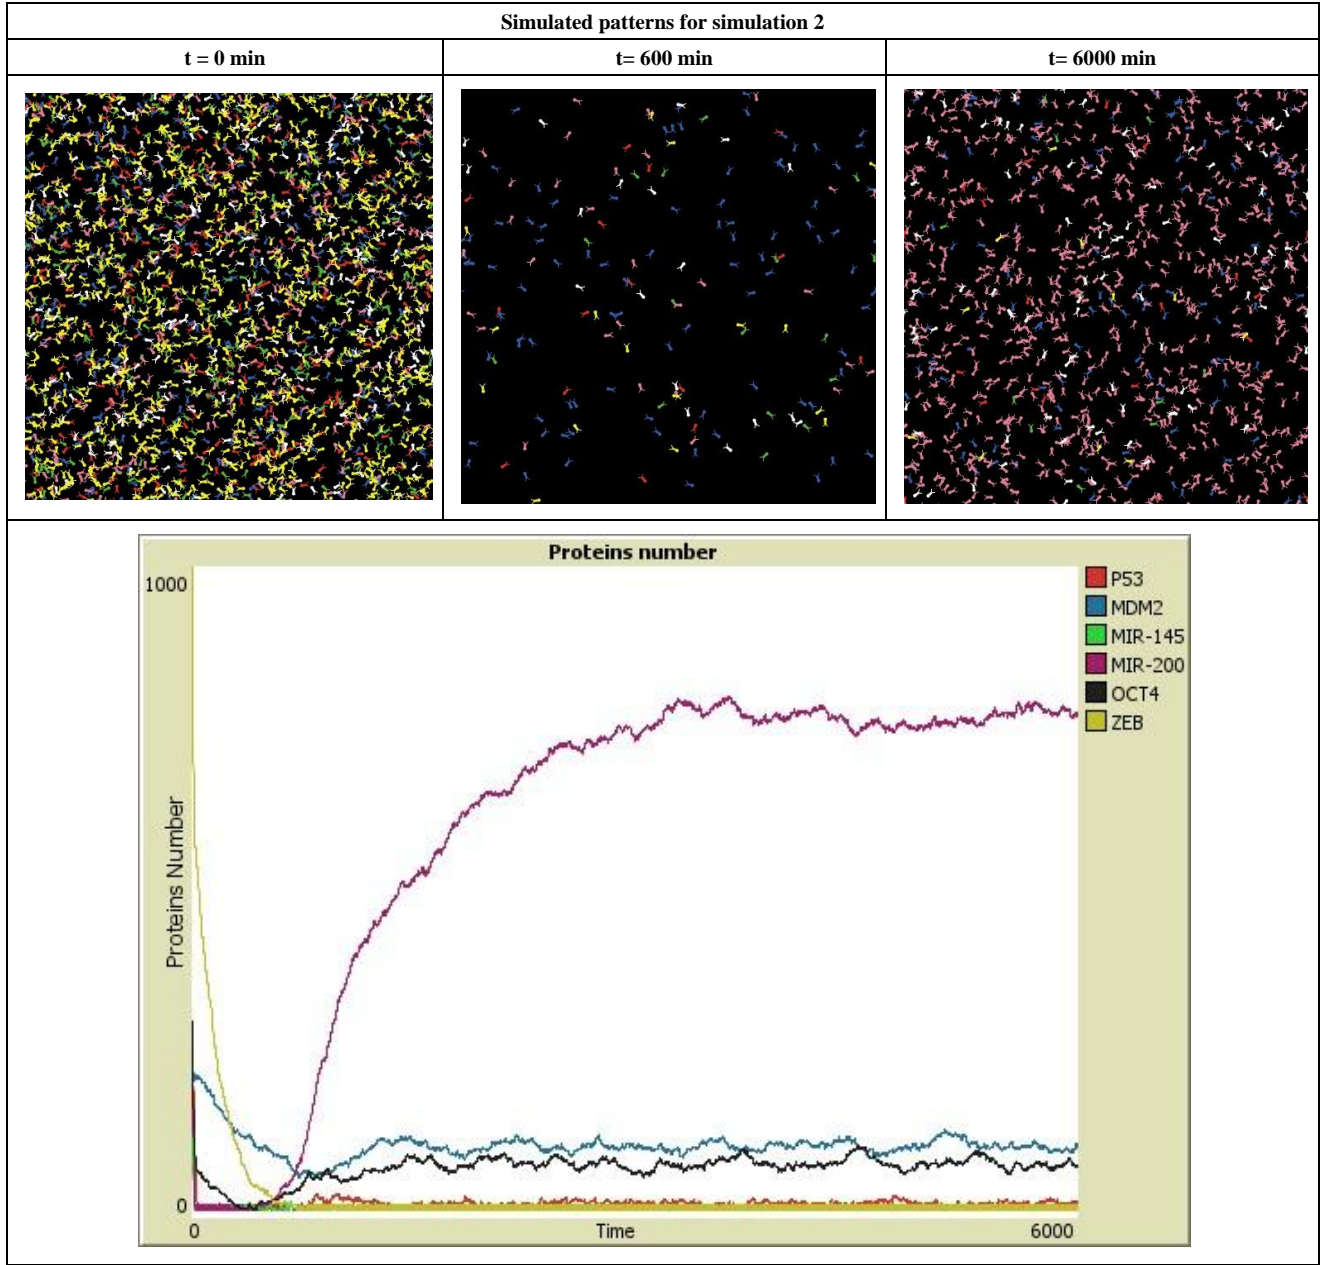 Simulated patterns for simulation 2
t = 0 min
t= 600 min
t= 6000 min
Proteins number
1000
Proteins Number
0
0
Time
6000
P53
MDM2
MIR-145
MIR-200
OCT4
ZEB